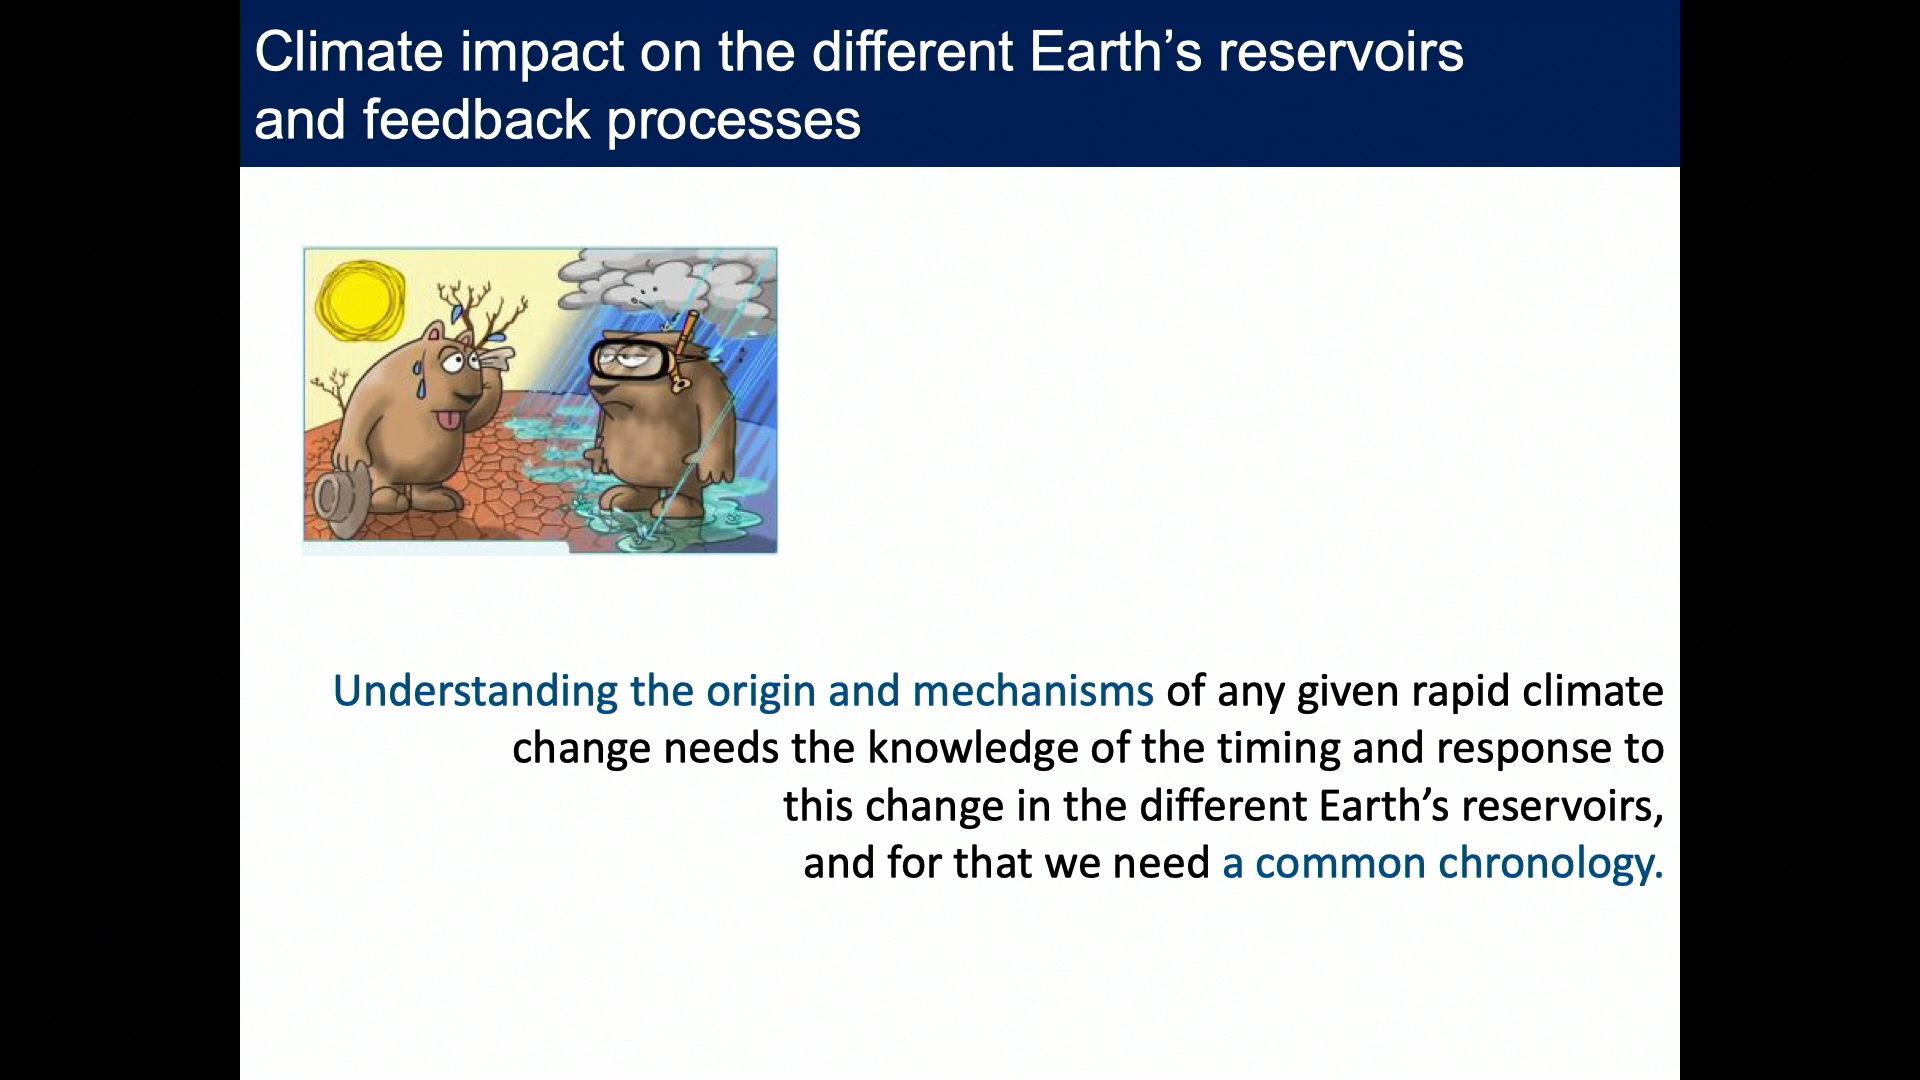 Climate impact on the different Earth’s reservoirs
and feedback processes
Understanding the origin and mechanisms of any given rapid climate
change needs the knowledge of the timing and response to
this change in the different Earth’s reservoirs,
and for that we need a common chronology.